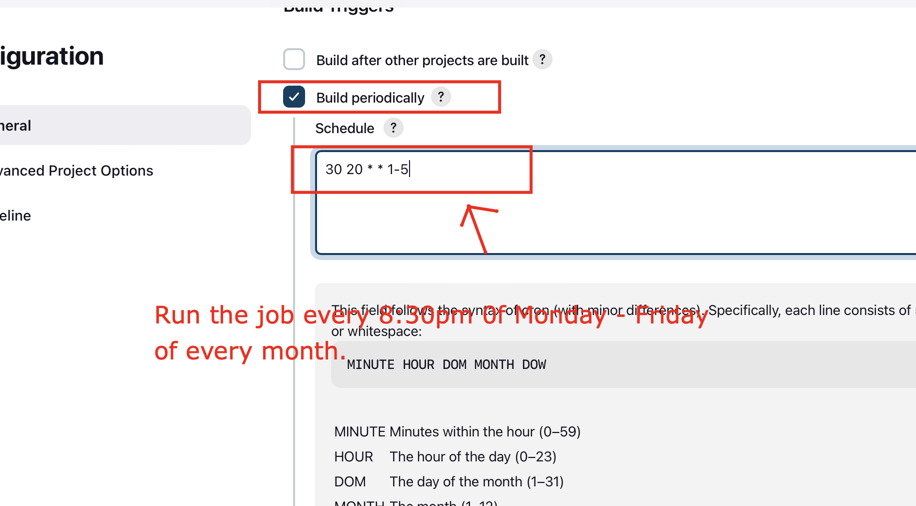 Build Triggers
iguration
Build after other projects are built ?
Build periodically ?
Schedule ?
neral
30 20 * * 1-5
vanced Project Options
eline
This field follows the syntax of cron (with minor differences). Specifically, each line consists of
or whitespace:
Run the job every 8:30pm 0f Monday - Friday
of every month.
MINUTE HOUR DOM MONTH DOW
MINUTE Minutes within the hour (0–59)
HOUR The hour of the day (0–23)
DOM The day of the month (1–31)
MONTH The month (1–12)